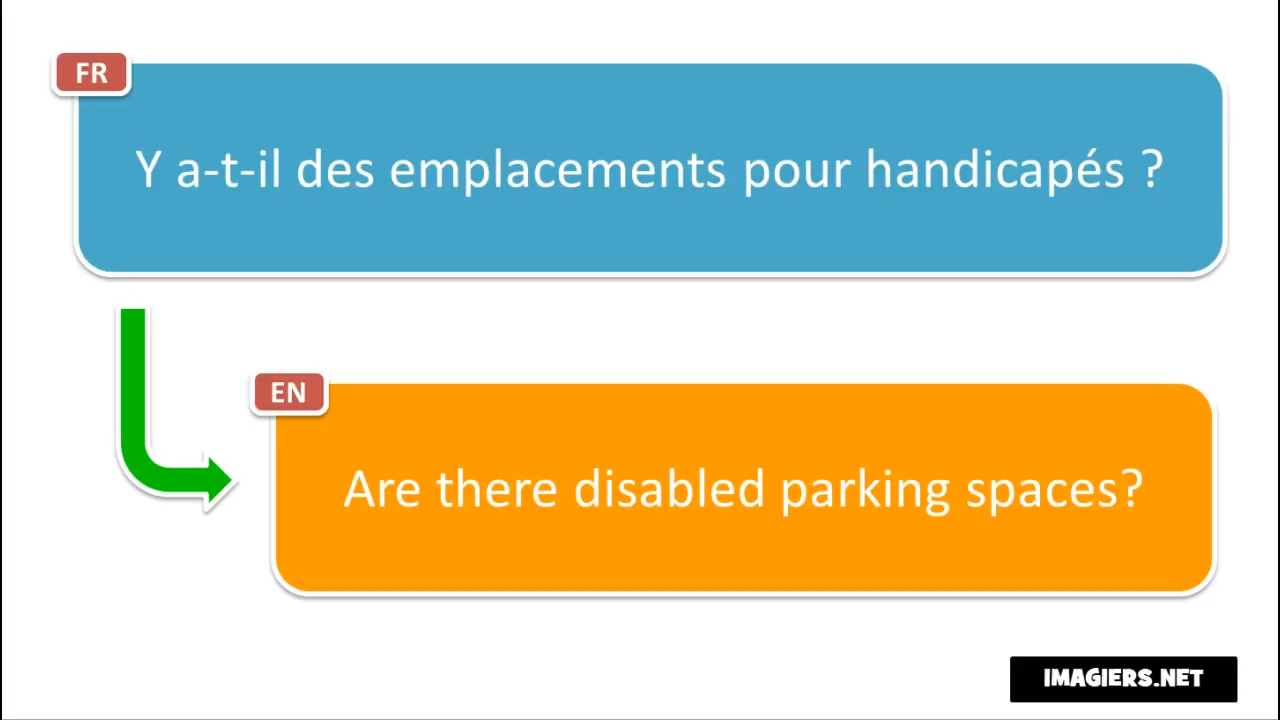 FR
Y a-t-il des emplacements pour handicapés ?
EN
Are there disabled parking spaces?
IMAGIERS.NET